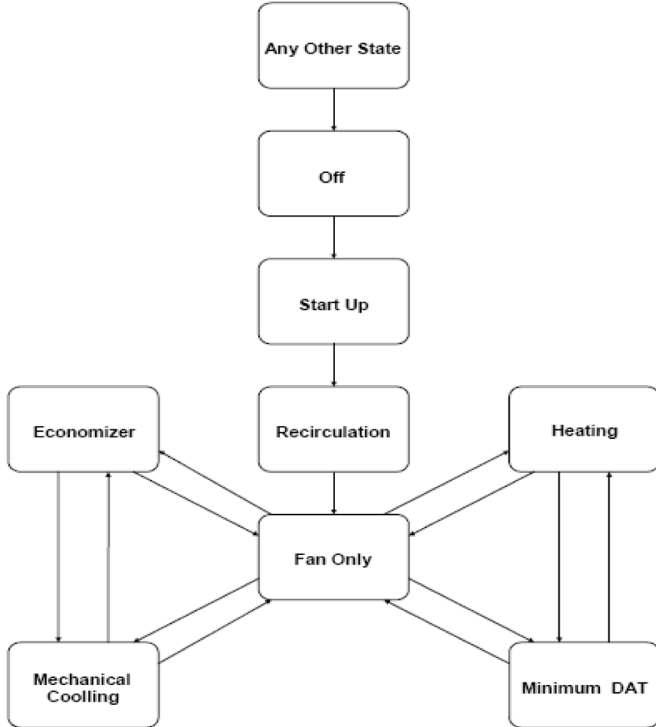 Any Other State
Off
Start Up
Economizer
Recirculation
Heating
Fan Only
Mechanical
Coolling
Minimum DAT